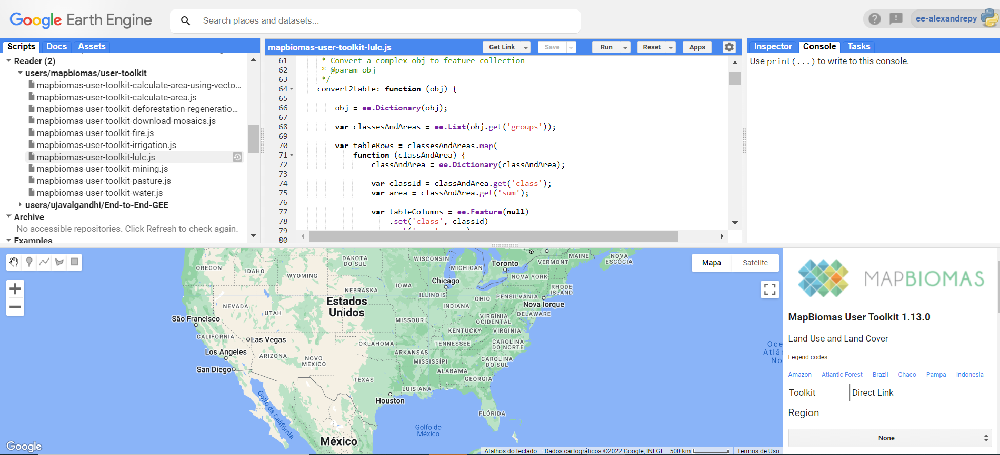 Google Earth Engine
Search places and datasets...
ee-alexandrepy
Scripts Docs Assets
Reader (2)
users/mapbiomas/user-toolkit
mapbiomas-user-toolkit-calculate-area-using-vecto...
mapbiomas-user-toolkit-calculate-area.js
mapbiomas-user-toolkit-deforestation-regeneratio...
mapbiomas-user-toolkit-download-mosaics.js
mapbiomas-user-toolkit-fire.js
mapbiomas-user-toolkit-irrigation.js
mapbiomas-user-toolkit-lulc.js
mapbiomas-user-toolkit-mining.js
mapbiomas-user-toolkit-pasture.js
mapbiomas-user-toolkit-water.js
users/ujavalgandhi/End-to-End-GEE
Archive
No accessible repositories. Click Refresh to check again.
Examples
mapbiomas-user-toolkit-lulc.js
Get Link Save Run Reset Apps
61 * Convert a complex obj to feature collection
62 * @param obj
63 */
64 convert2table: function (obj) {
65
66 obj = ee.Dictionary(obj);
67
68 var classesAndAreas = ee.List(obj.get('groups'));
69
70 var tableRows = classesAndAreas.map(
71 function (classAndArea) {
72 classAndArea = ee.Dictionary(classAndArea);
73
74 var classId = classAndArea.get('class');
75 var area = classAndArea.get('sum');
76
77 var tableColumns = ee.Feature(null)
78 .set('class', classId)
79
80
Inspector Console Tasks
Use print(...) to write to this console.
Mapa Satélite
OREGON
IDAHO
WYOMING
DAKOTA
DO SUL
WISCONSIN
MICHIGAN
Toronto
VERMONT
MAINE
NOVA
ESCÓCIA
NOVA YORK
Chicago
IOWA
NEBRASKA
ILLINOIS
INDIANA
OHIO
PENSILVÂNIA
RHODE
ISLAND
Nova Iorque
DELAWARE
NEVADA
UTAH
Estados
Unidos
MISSOURI
VIRGÍNIA
OCIDENTAL
KENTUCKY
VIRGÍNIA
São Francisco
CALIFÓRNIA
Las Vegas
Los Angeles
ARIZONA
NOVO
MÉXICO
OKLAHOMA
ARKANSAS
TENNESSEE
CAROLINA
DO NORTE
CAROLINA
DO SUL
MISSISSÍPI
ALABAMA
GEÓRGIA
San Diego
TEXAS
LUISIANA
Houston
FLÓRIDA
Golfo da Califórnia
Golfo do
México
México
Oce
Atlân
No
Google
Atalhos do teclado
Dados cartográficos ©2022 Google, INEGI
500 km
Termos de Uso
MAPBIOMAS
MapBiomas User Toolkit 1.13.0
Land Use and Land Cover
Legend codes:
Amazon Atlantic Forest Brazil Chaco Pampa Indonesia
Toolkit Direct Link
Region
None